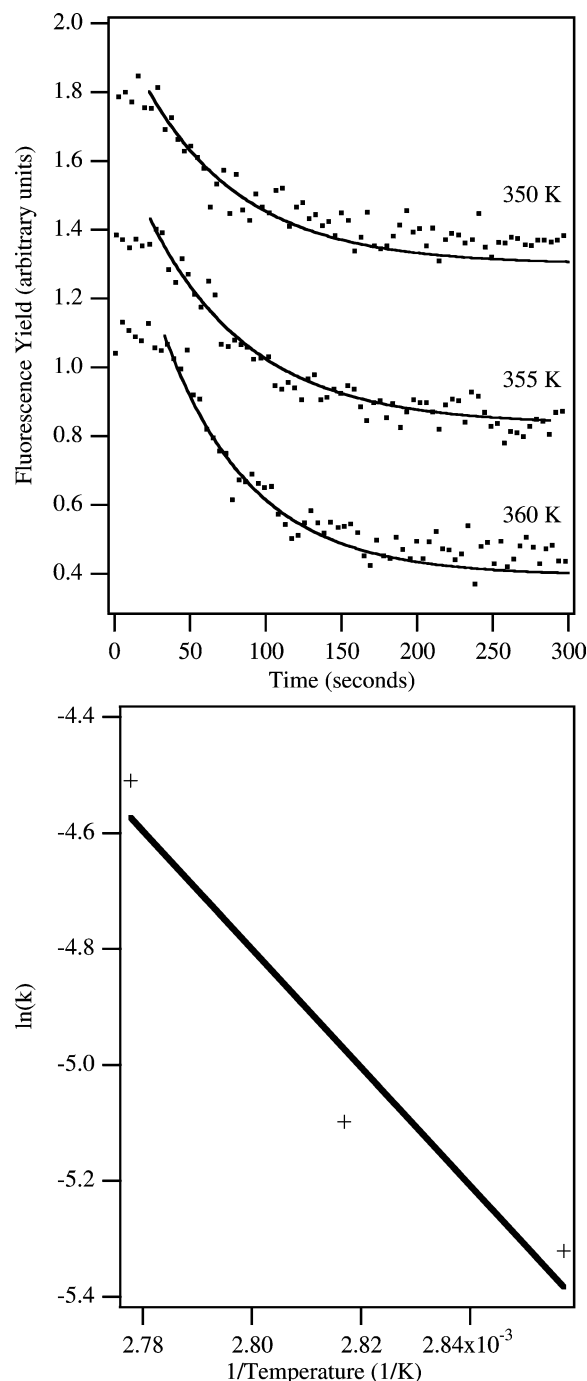 2.0
1.8
1.6
1.4
1.2
1.0
0.8
0.6
0.4
Fluorescence Yield (arbitrary units)
350 K
355 K
360 K
0 50 100 150 200 250 300
Time (seconds)
-4.4
-4.6
-4.8
-5.0
-5.2
-5.4
ln(k)
2.78 2.80 2.82 2.84x10⁻³
1/Temperature (1/K)